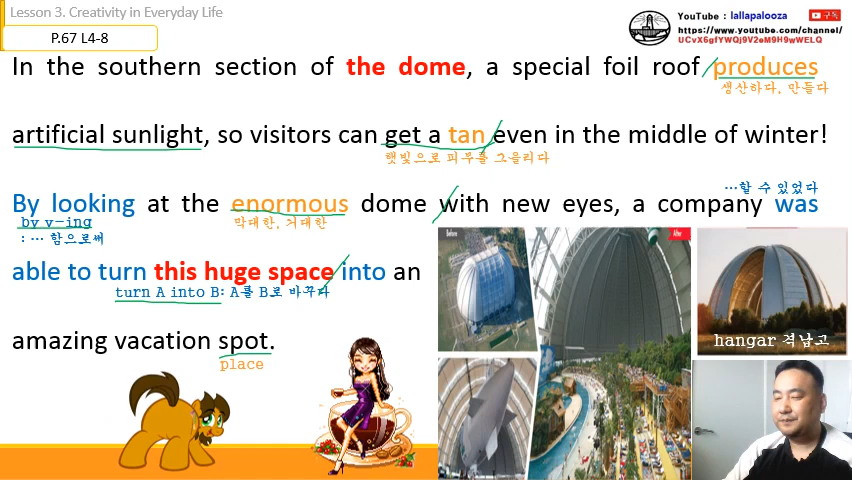 Lesson 3. Creativity in Everyday Life
P.67 L4-8
YouTube : lallapalooza
구독
https://www.youtube.com/channel/
UCvX6gfYWQj9V2eM9H9wWELQ
In the southern section of the dome, a special foil roof produces
생산하다, 만들다
artificial sunlight, so visitors can get a tan even in the middle of winter!
햇빛으로 피부를 그을리다
…할 수 있었다
By looking at the enormous dome with new eyes, a company was
by v-ing
막대한, 거대한
: … 함으로써
Before
After
able to turn this huge space into an
turn A into B: A를 B로 바꾸다
amazing vacation spot.
hangar 격납고
place